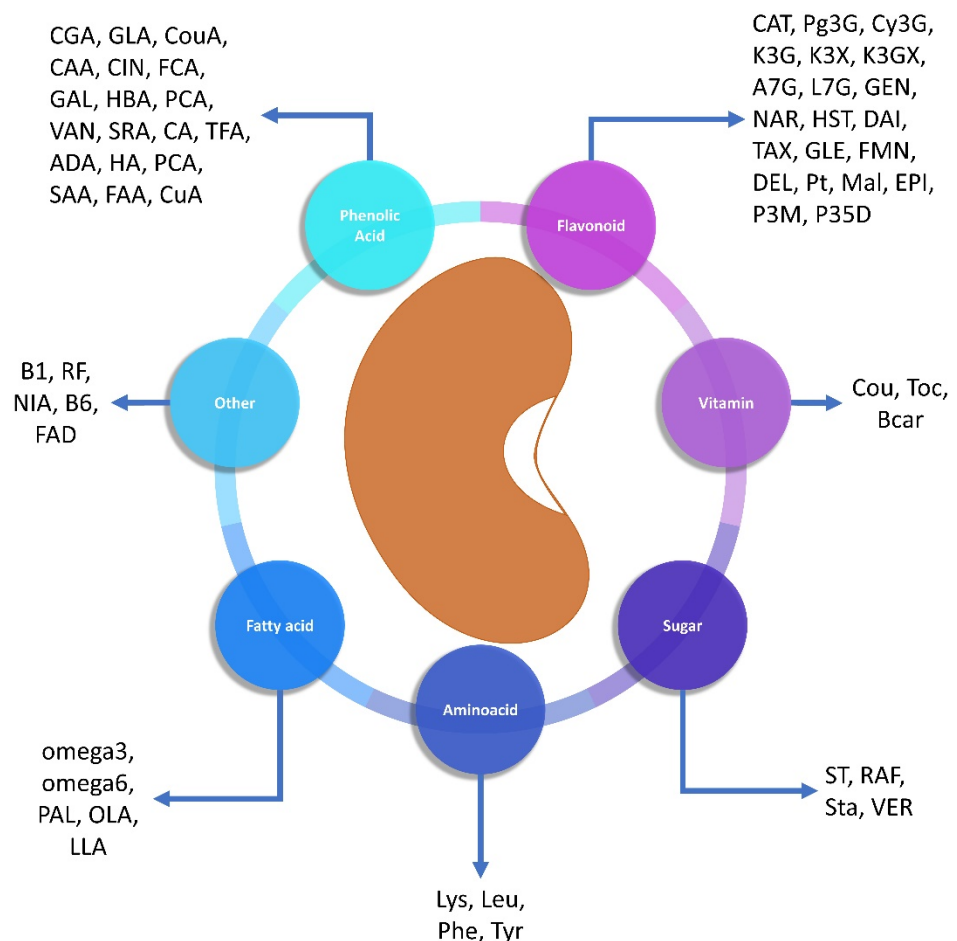 CGA, GLA, CouA,
CAA, CIN, FCA,
GAL, HBA, PCA,
VAN, SRA, CA, TFA,
ADA, HA, PCA,
SAA, FAA, CuA
CAT, Pg3G, Cy3G,
K3G, K3X, K3GX,
A7G, L7G, GEN,
NAR, HST, DAI,
TAX, GLE, FMN,
DEL, Pt, Mal, EPI,
P3M, P35D
Phenolic
Acid
Flavonoid
B1, RF,
NIA, B6,
FAD
Other
Vitamin
Cou, Toc,
Bcar
Fatty acid
Sugar
Aminoacid
omega3,
omega6,
PAL, OLA,
LLA
ST, RAF,
Sta, VER
Lys, Leu,
Phe, Tyr